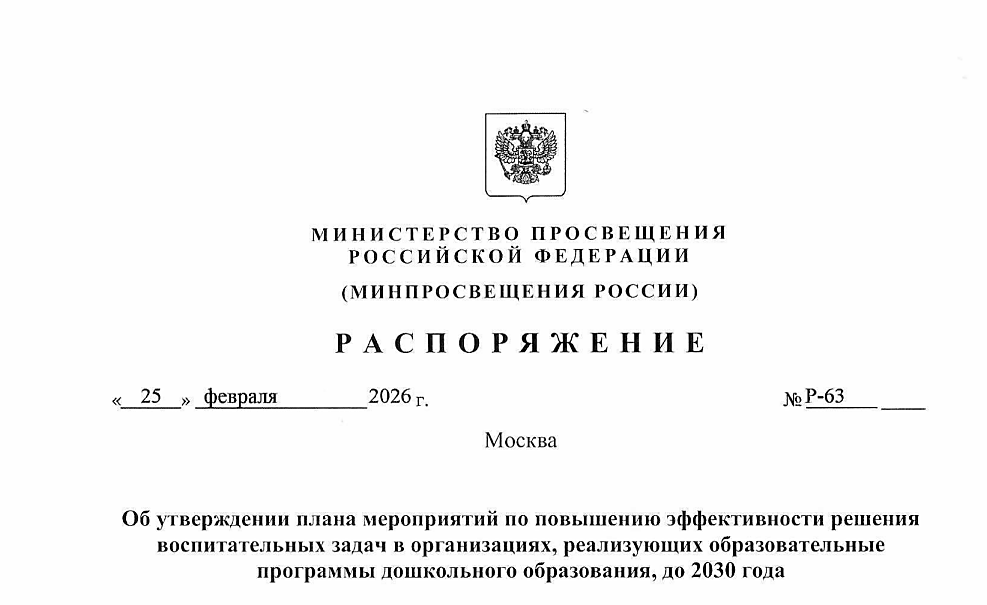 МИНИСТЕРСТВО ПРОСВЕЩЕНИЯ
РОССИЙСКОЙ ФЕДЕРАЦИИ
(МИНПРОСВЕЩЕНИЯ РОССИИ)
РАСПОРЯЖЕНИЕ
« 25 » февраля 2026 г. № Р-63
Москва
Об утверждении плана мероприятий по повышению эффективности решения
воспитательных задач в организациях, реализующих образовательные
программы дошкольного образования, до 2030 года